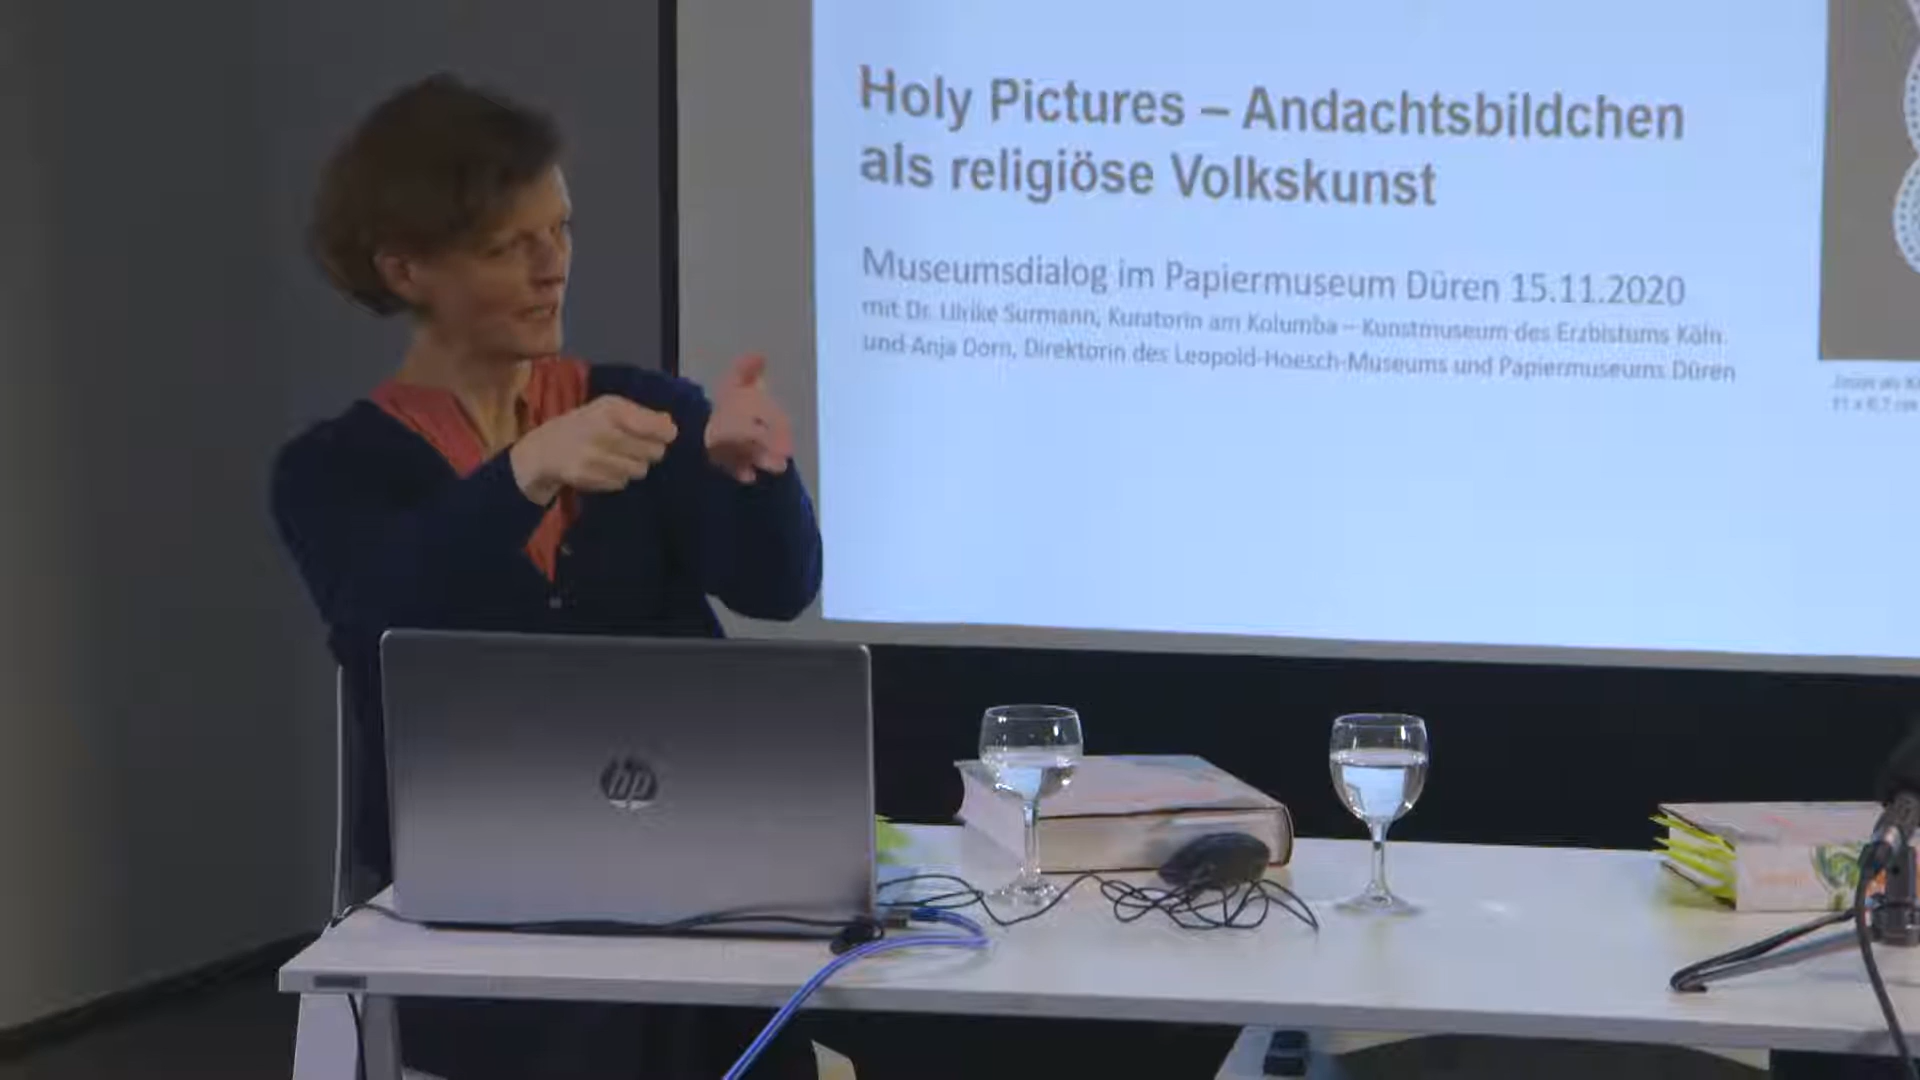 Holy Pictures – Andachtsbildchen
als religiöse Volkskunst
Museumsdialog im Papiermuseum Düren 15.11.2020
mit Dr. Ulrike Surmann, Kuratorin am Kolumba – Kunstmuseum des Erzbistums Köln
und Anja Dorn, Direktorin des Leopold-Hoesch-Museums und Papiermuseums Düren
hp